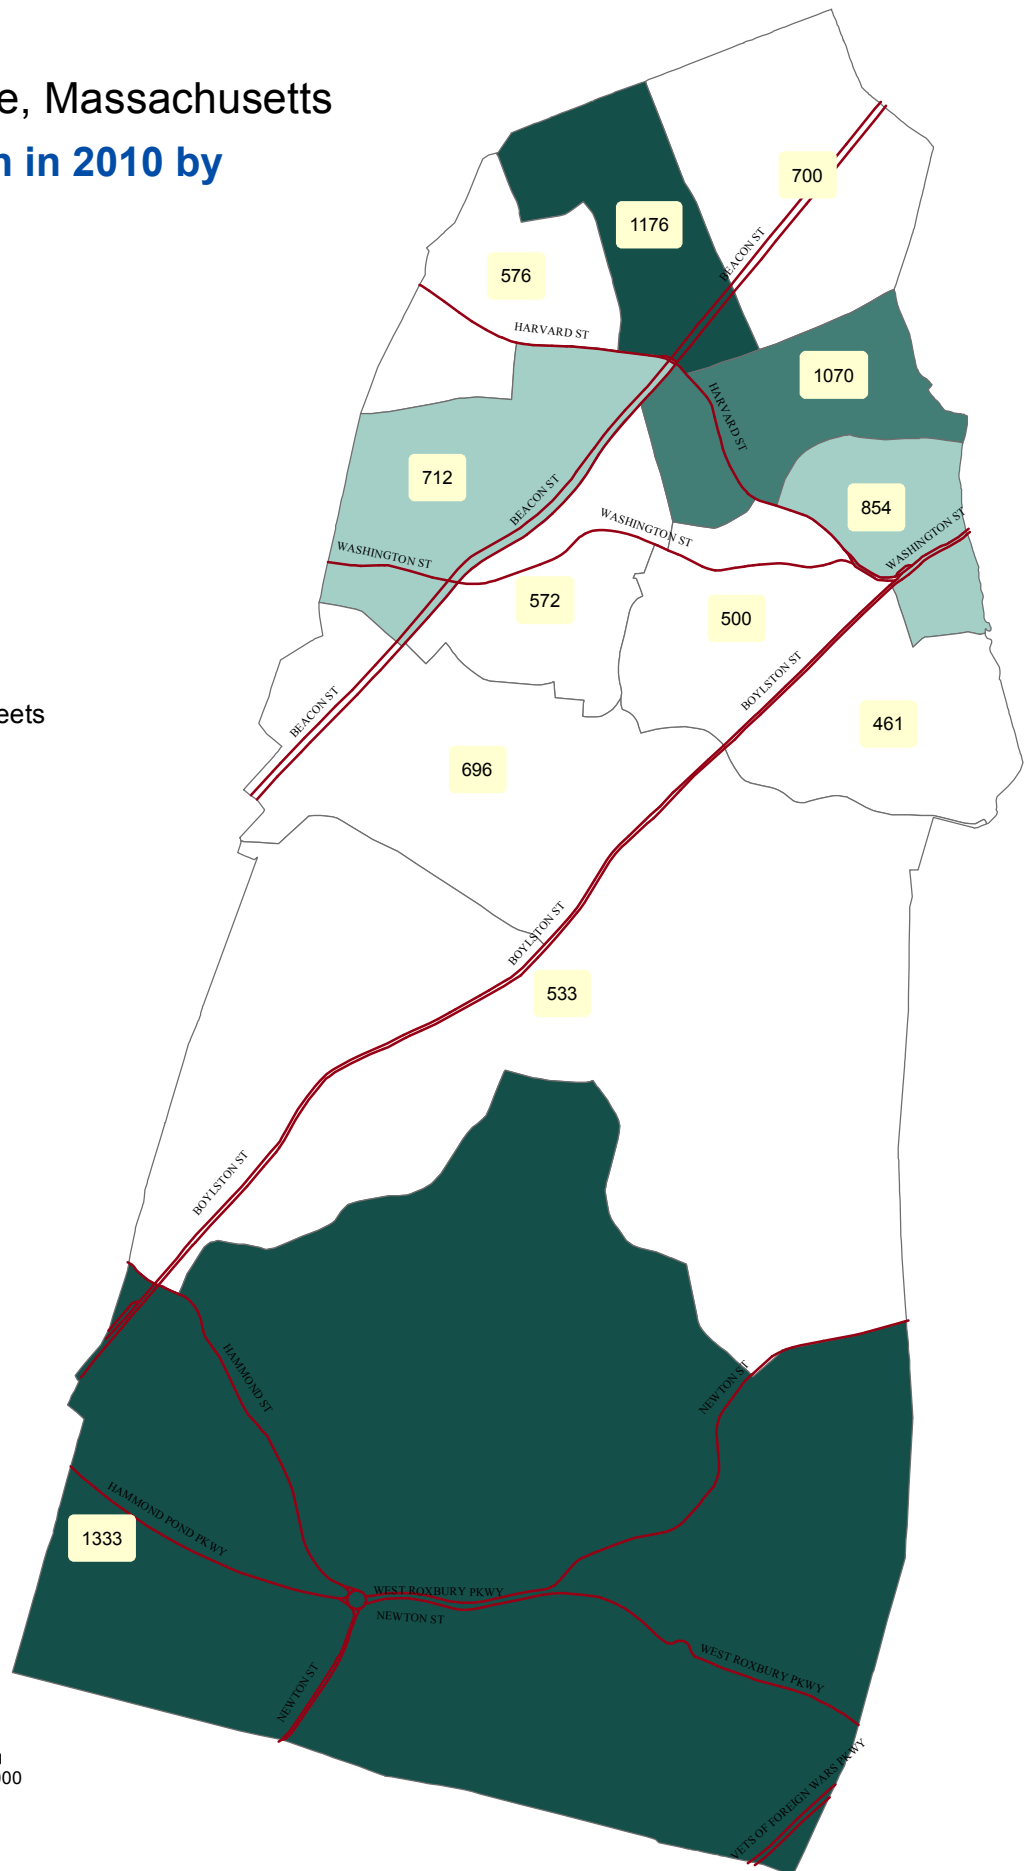 e, Massachusetts
n in 2010 by
700
1176
BEACON ST
576
HARVARD ST
1070
HARVARD ST
712
BEACON ST
854
WASHINGTON ST
WASHINGTON ST
WASHINGTON ST
572
500
BOYLSTON ST
BEACON ST
eets
461
696
BOYLSTON ST
533
BOYLSTON ST
HAMMOND ST
NEWTON ST
HAMMOND POND PKWY
1333
WEST ROXBURY PKWY
NEWTON ST
WEST ROXBURY PKWY
NEWTON ST
VETS OF FOREIGN WARS PKWY
000